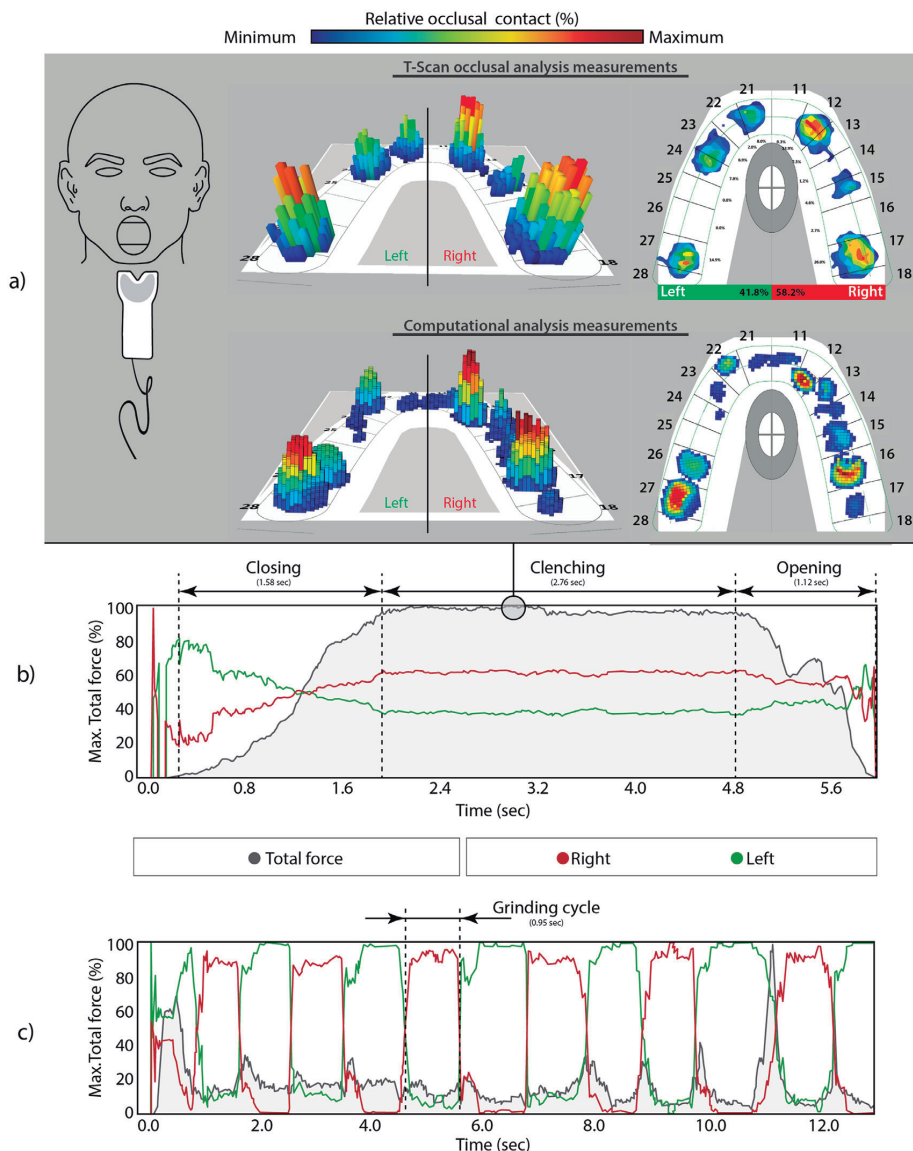 Relative occlusal contact (%)
Minimum
Maximum
T-Scan occlusal analysis measurements
a)
28
Left
Right
18
21
11
22
12
23
13
24
14
25
15
26
16
27
17
28
18
Left
41.8%
58.2%
Right
Computational analysis measurements
28
Left
Right
17
18
21
11
22
12
23
13
24
14
25
15
26
16
27
17
28
18
Closing
(1.58 sec)
Clenching
(2.76 sec)
Opening
(1.12 sec)
b)
Max. Total force (%)
100
80
60
40
20
0
0.0
0.8
1.6
2.4
3.2
4.0
4.8
5.6
Time (sec)
Total force
Right
Left
Grinding cycle
(0.95 sec)
c)
Max.Total force (%)
100
80
60
40
20
0
0.0
2.0
4.0
6.0
8.0
10.0
12.0
Time (sec)